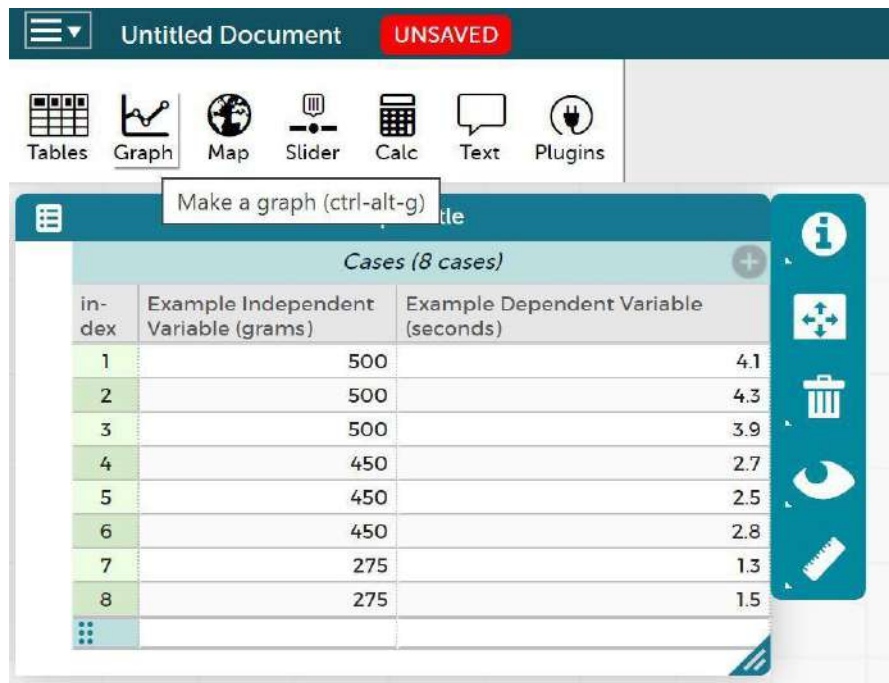 Untitled Document UNSAVED
Tables Graph Map Slider Calc Text Plugins
Make a graph (ctrl-alt-g)
Cases (8 cases)
in-
dex
Example Independent
Variable (grams)
Example Dependent Variable
(seconds)
1 500 4.1
2 500 4.3
3 500 3.9
4 450 2.7
5 450 2.5
6 450 2.8
7 275 1.3
8 275 1.5